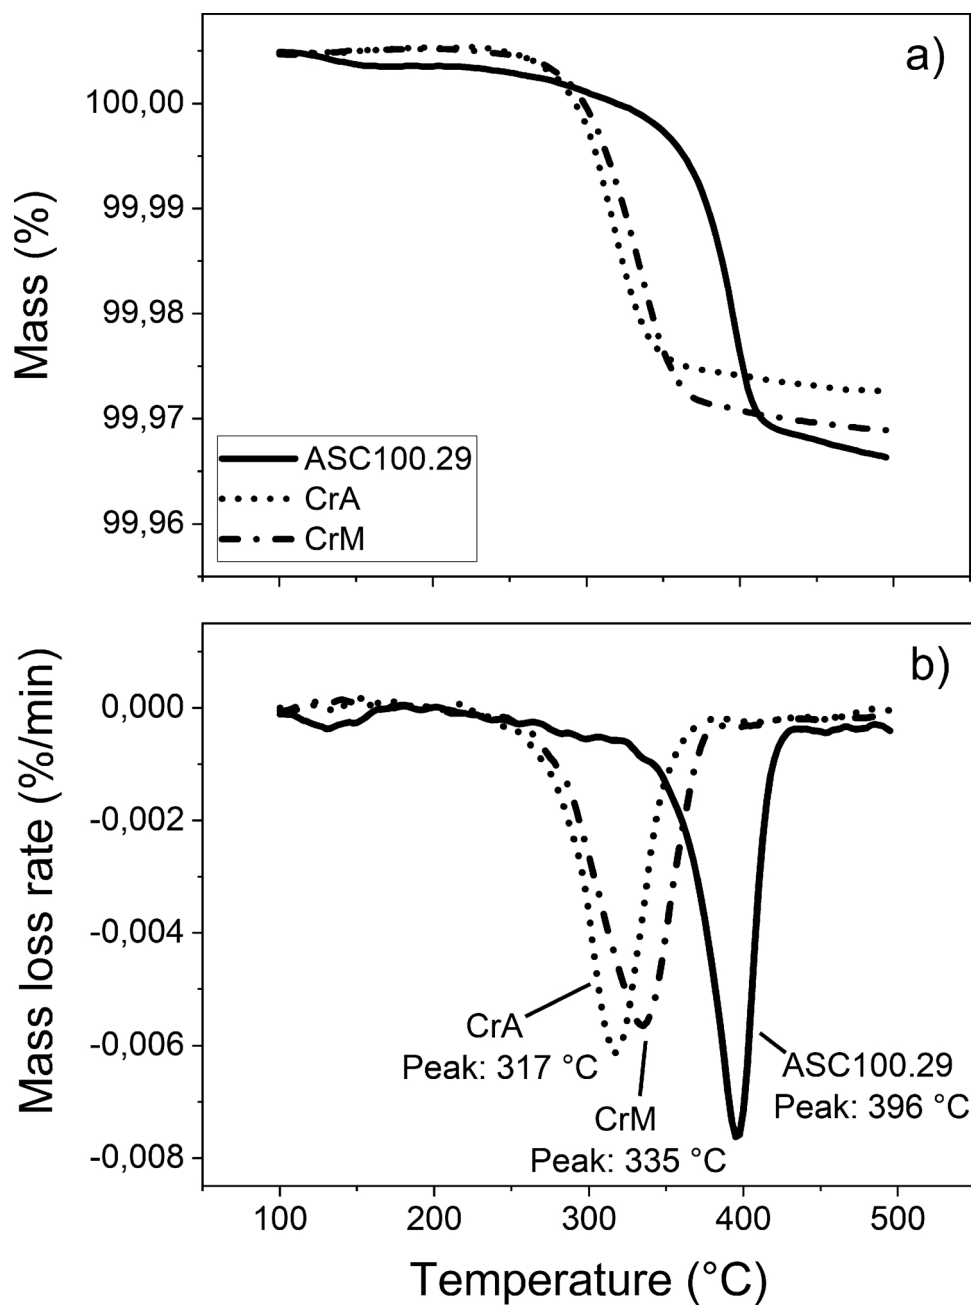 a)
Mass (%)
100,00
99,99
99,98
99,97
99,96
ASC100.29
CrA
CrM
b)
Mass loss rate (%/min)
0,000
-0,002
-0,004
-0,006
-0,008
CrA
Peak: 317 °C
CrM
Peak: 335 °C
ASC100.29
Peak: 396 °C
100
200
300
400
500
Temperature (°C)